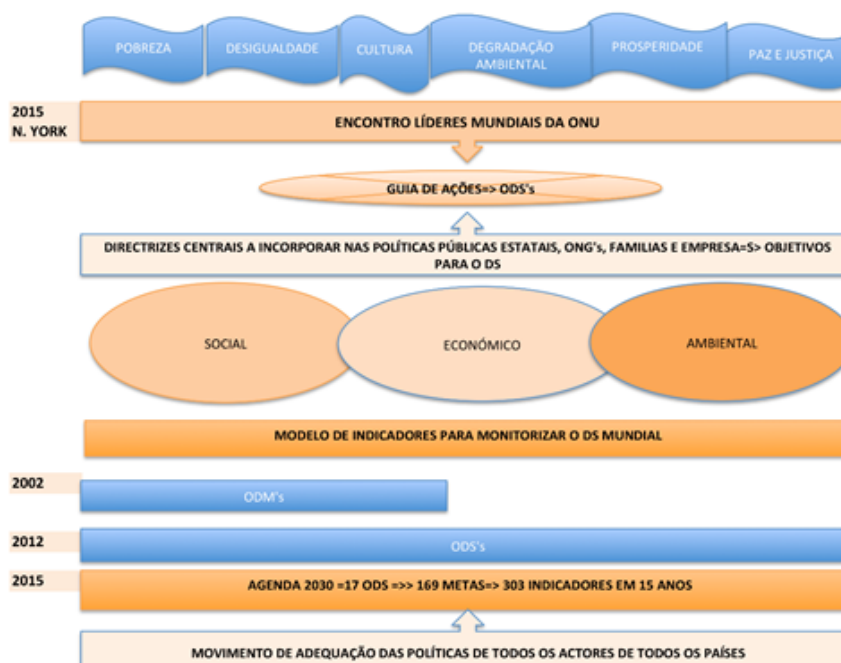 POBREZA
DESIGUALDADE
CULTURA
DEGRADAÇÃO
AMBIENTAL
PROSPERIDADE
PAZ E JUSTIÇA
2015
N. YORK
ENCONTRO LÍDERES MUNDIAIS DA ONU
GUIA DE AÇÕES=> ODS's
DIRECTRIZES CENTRAIS A INCORPORAR NAS POLÍTICAS PÚBLICAS ESTATAIS, ONG's, FAMILIAS E EMPRESA=S> OBJETIVOS
PARA O DS
SOCIAL
ECONÓMICO
AMBIENTAL
MODELO DE INDICADORES PARA MONITORIZAR O DS MUNDIAL
2002
ODM's
2012
ODS's
2015
AGENDA 2030 =17 ODS =>> 169 METAS=> 303 INDICADORES EM 15 ANOS
MOVIMENTO DE ADEQUAÇÃO DAS POLÍTICAS DE TODOS OS ACTORES DE TODOS OS PAÍSES